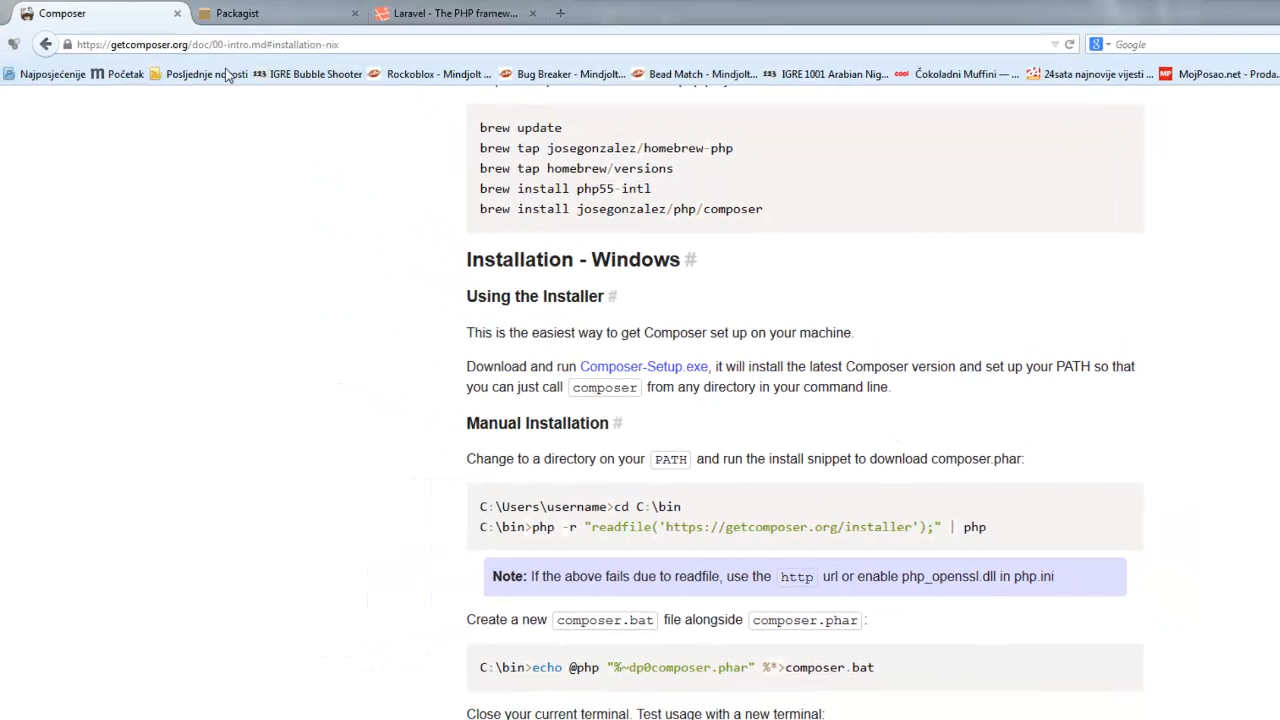 Composer
Packagist
Laravel - The PHP framew...
https://getcomposer.org/doc/00-intro.md#installation-nix
Google
Najposjećenije
Početak
Posljednje novosti
IGRE Bubble Shooter
Rockoblox - Mindjolt ...
Bug Breaker - Mindjolt...
Bead Match - Mindjolt...
IGRE 1001 Arabian Nig...
Čokoladni Muffini — ...
24sata najnovije vijesti ...
MojPosao.net - Proda...
brew update
brew tap josegonzalez/homebrew-php
brew tap homebrew/versions
brew install php55-intl
brew install josegonzalez/php/composer
Installation - Windows #
Using the Installer #
This is the easiest way to get Composer set up on your machine.
Download and run Composer-Setup.exe, it will install the latest Composer version and set up your PATH so that
you can just call composer from any directory in your command line.
Manual Installation #
Change to a directory on your PATH and run the install snippet to download composer.phar:
C:\Users\username>cd C:\bin
C:\bin>php -r "readfile('https://getcomposer.org/installer');" | php
Note: If the above fails due to readfile, use the http url or enable php_openssl.dll in php.ini
Create a new composer.bat file alongside composer.phar:
C:\bin>echo @php "%~dp0composer.phar" %*>composer.bat
Close your current terminal. Test usage with a new terminal: